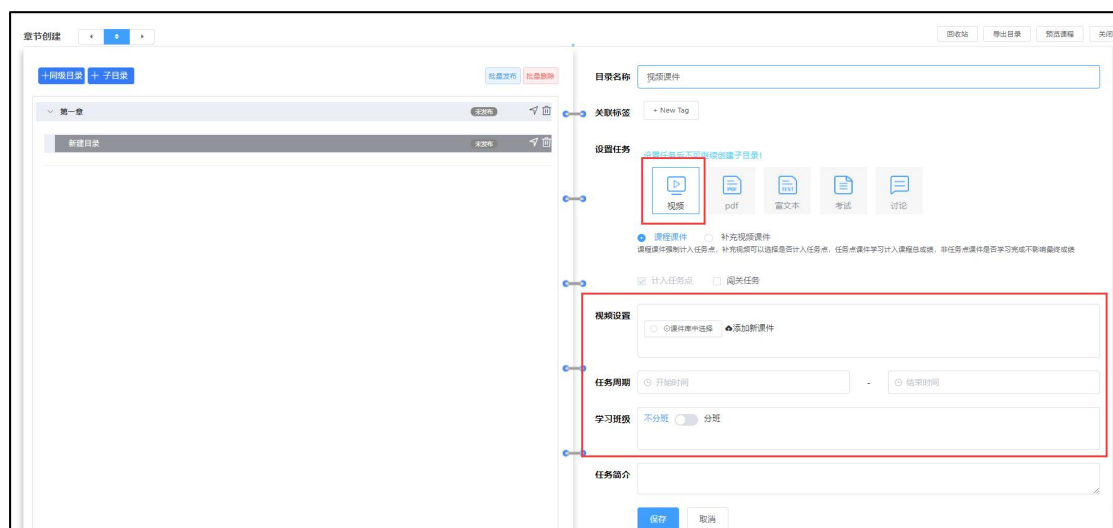 章节创建 回收站 导出目录 预览课程 关闭
+同级目录 + 子目录 批量发布 批量删除
第一章 未发布
新建目录 未发布
目录名称 视频课件
关联标签 + New Tag
设置任务 设置任务后不可继续创建子目录!
PDF TEXT
视频 pdf 富文本 考试 讨论
课程课件 补充视频课件
课程课件强制计入任务点,补充视频可以选择是否计入任务点,任务点课件学习计入课程总成绩,非任务点课件是否学习完成不影响最终成绩
计入任务点 闯关任务
视频设置 课件库中选择 添加新课件
任务周期 开始时间 - 结束时间
学习班级 不分班 分班
任务简介
保存 取消